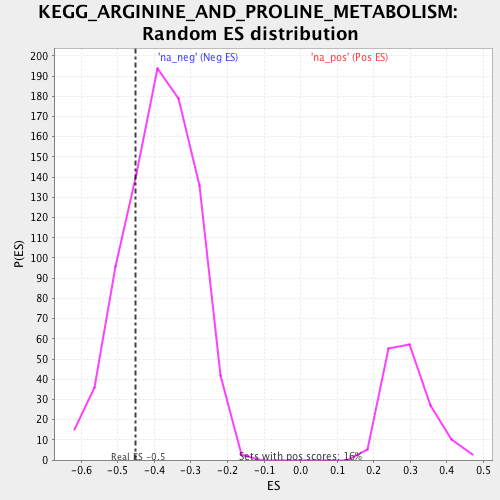 KEGG_ARGININE_AND_PROLINE_METABOLISM:
Random ES distribution
'na_neg' (Neg ES)
'na_pos' (Pos ES)
200
190
180
170
160
150
140
130
120
110
100
90
80
70
60
50
40
30
20
10
0
P(ES)
Real ES -0.5
Sets with pos scores: 16%
-0.6 -0.5 -0.4 -0.3 -0.2 -0.1 0.0 0.1 0.2 0.3 0.4 0.5
ES